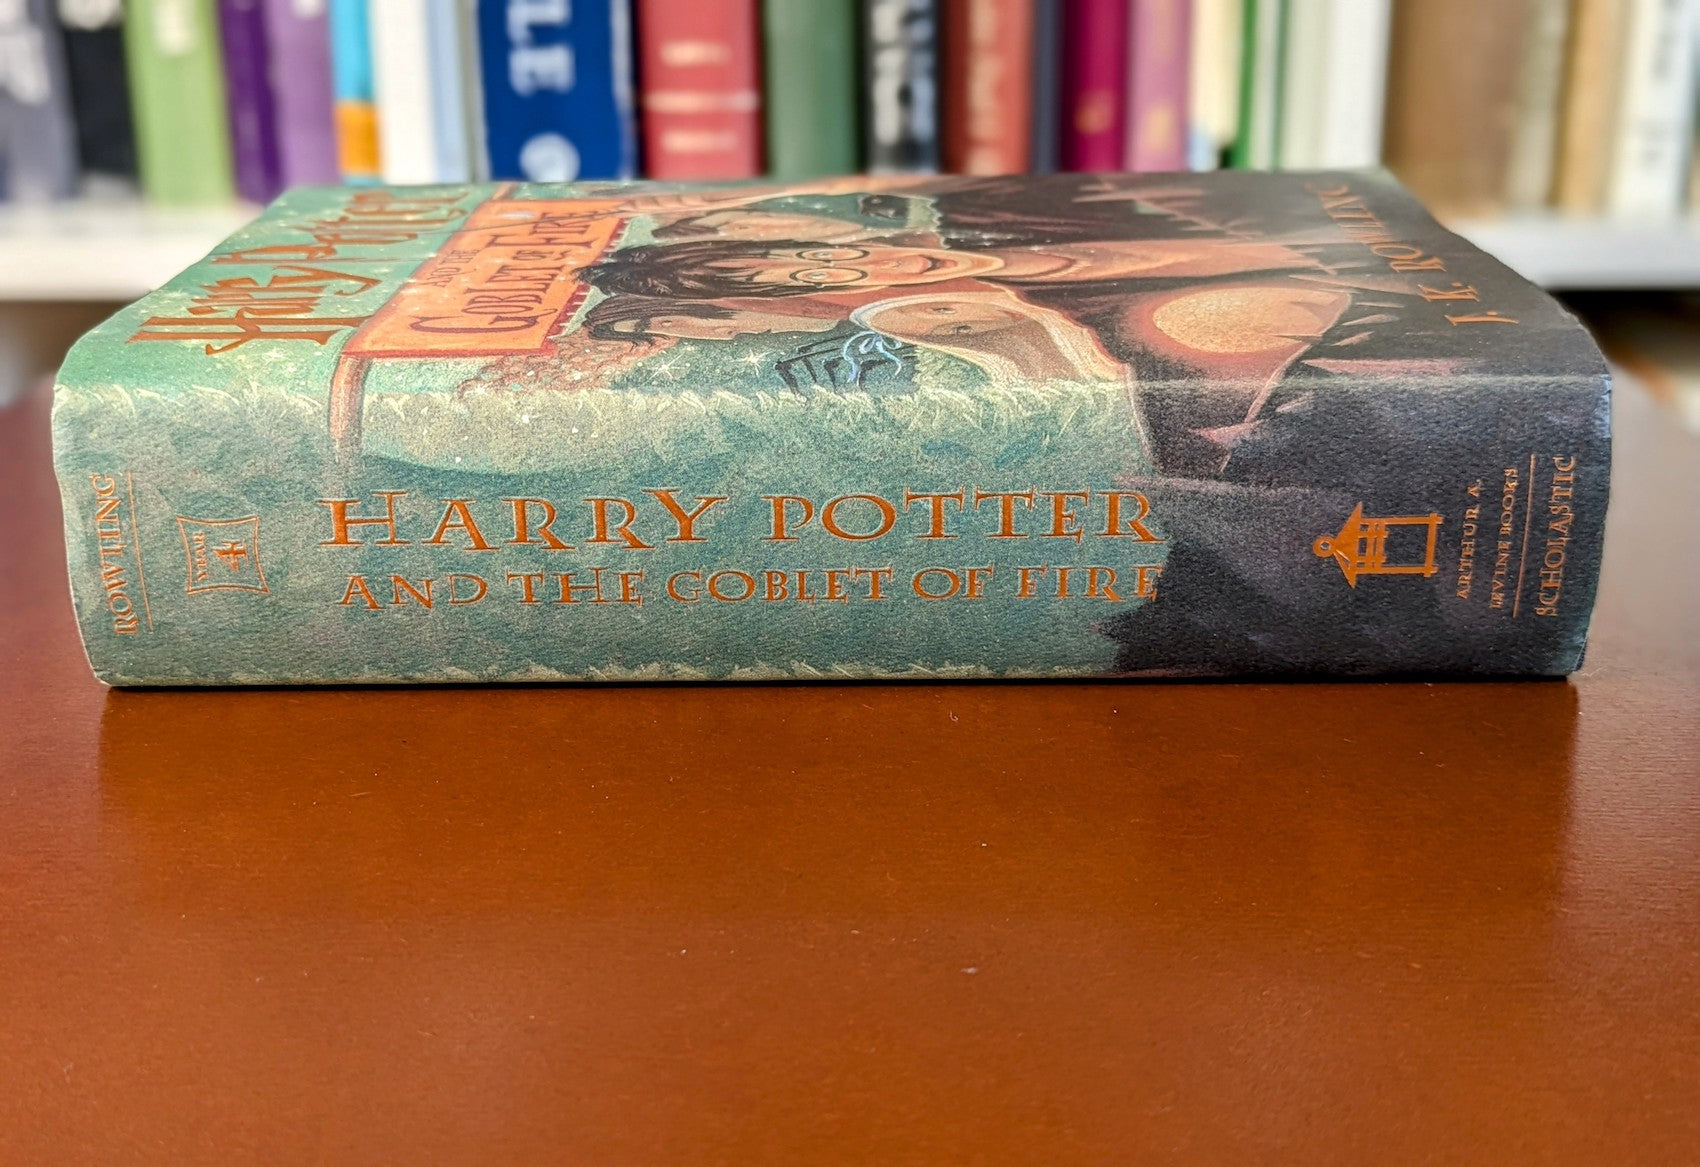 Harry Potter
AND THE
GOBLET OF FIRE
J. K. ROWLING
ROWLING
YEAR
4
HARRY POTTER
AND THE GOBLET OF FIRE
ARTHUR A.
LEVINE BOOKS
SCHOLASTIC